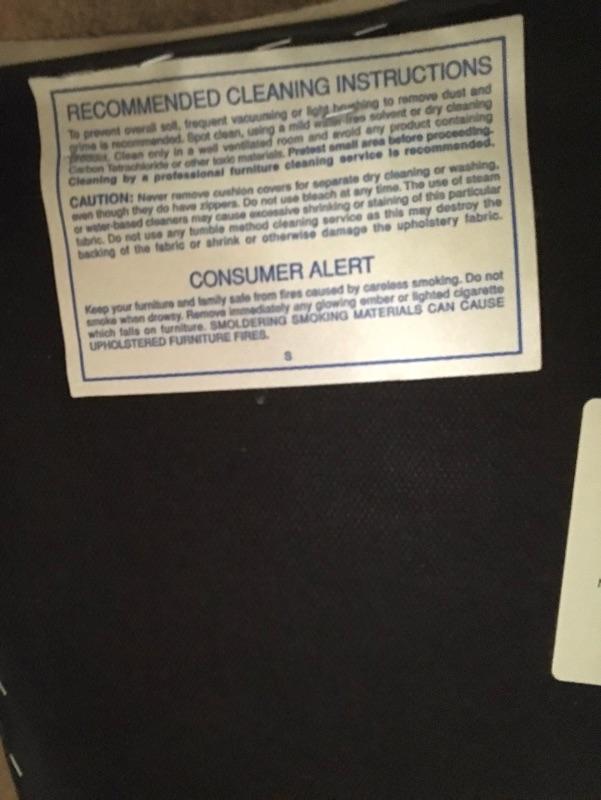 RECOMMENDED CLEANING INSTRUCTIONS
To prevent overall soil, frequent vacuuming or light brushing to remove dust and
grime is recommended. Spot clean, using a mild water-free solvent or dry cleaning
product. Clean only in a well ventilated room and avoid any product containing
Carbon Tetrachloride or other toxic materials. Pretest small area before proceeding.
Cleaning by a professional furniture cleaning service is recommended.
CAUTION: Never remove cushion covers for separate dry cleaning or washing,
even though they do have zippers. Do not use bleach at any time. The use of steam
or water-based cleaners may cause excessive shrinking or staining of this particular
fabric. Do not use any tumble method cleaning service as this may destroy the
backing of the fabric or shrink or otherwise damage the upholstery fabric.
CONSUMER ALERT
Keep your furniture and family safe from fires caused by careless smoking. Do not
smoke when drowsy. Remove immediately any glowing ember or lighted cigarette
which falls on furniture. SMOLDERING SMOKING MATERIALS CAN CAUSE
UPHOLSTERED FURNITURE FIRES.
S